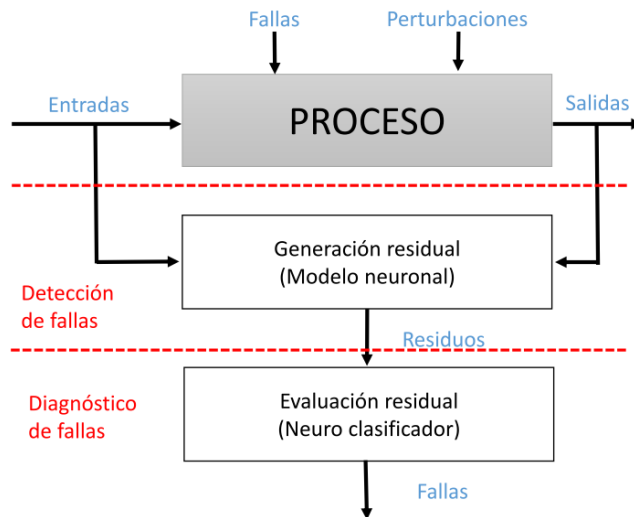 Fallas
Perturbaciones
Entradas
PROCESO
Salidas
Generación residual
(Modelo neuronal)
Detección
de fallas
Residuos
Diagnóstico
de fallas
Evaluación residual
(Neuro clasificador)
Fallas